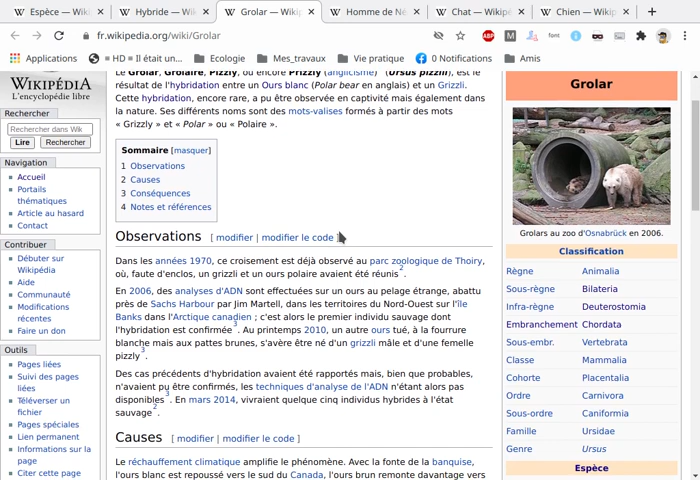 Espèce — Wiki
Hybride — Wiki
Grolar — Wikip
Homme de Né
Chat — Wikip
Chien — Wikip
fr.wikipedia.org/wiki/Grolar
Applications
= HD = Il était un...
Ecologie
Mes_travaux
Vie pratique
0 Notifications
Amis
WIKIPÉDIA
L'encyclopédie libre
Rechercher
Rechercher dans Wik
Lire
Rechercher
Navigation
Accueil
Portails
thématiques
Article au hasard
Contact
Contribuer
Débuter sur
Wikipédia
Aide
Communauté
Modifications
récentes
Faire un don
Outils
Pages liées
Suivi des pages
liées
Téléverser un
fichier
Pages spéciales
Lien permanent
Informations sur la
page
Citer cette page
Le Grolar, Grolaire, Pizzly, ou encore Prizzly (anglicisme) (Ursus pizzlii), est le
résultat de l'hybridation entre un Ours blanc (Polar bear en anglais) et un Grizzli.
Cette hybridation, encore rare, a pu être observée en captivité mais également dans
la nature. Ses différents noms sont des mots-valises formés à partir des mots
« Grizzly » et « Polar » ou « Polaire ».
Sommaire [masquer]
1 Observations
2 Causes
3 Conséquences
4 Notes et références
Observations [ modifier | modifier le code ]
Dans les années 1970, ce croisement est déjà observé au parc zoologique de Thoiry,
où, faute d'enclos, un grizzli et un ours polaire avaient été réunis2.
En 2006, des analyses d'ADN sont effectuées sur un ours au pelage étrange, abattu
près de Sachs Harbour par Jim Martell, dans les territoires du Nord-Ouest sur l'île
Banks dans l'Arctique canadien ; c'est alors le premier individu sauvage dont
l'hybridation est confirmée3. Au printemps 2010, un autre ours tué, à la fourrure
blanche mais aux pattes brunes, s'avère être né d'un grizzli mâle et d'une femelle
pizzly3.
Des cas précédents d'hybridation avaient été rapportés mais, bien que probables,
n'avaient pu être confirmés, les techniques d'analyse de l'ADN n'étant alors pas
disponibles3. En mars 2014, vivraient quelque cinq individus hybrides à l'état
sauvage2.
Causes [ modifier | modifier le code ]
Le réchauffement climatique amplifie le phénomène. Avec la fonte de la banquise,
l'ours blanc est repoussé vers le sud du Canada, l'ours brun remonte davantage vers
Grolar
Grolars au zoo d'Osnabrück en 2006.
Classification
Règne Animalia
Sous-règne Bilateria
Infra-règne Deuterostomia
Embranchement Chordata
Sous-embr. Vertebrata
Classe Mammalia
Cohorte Placentalia
Ordre Carnivora
Sous-ordre Caniformia
Famille Ursidae
Genre Ursus
Espèce